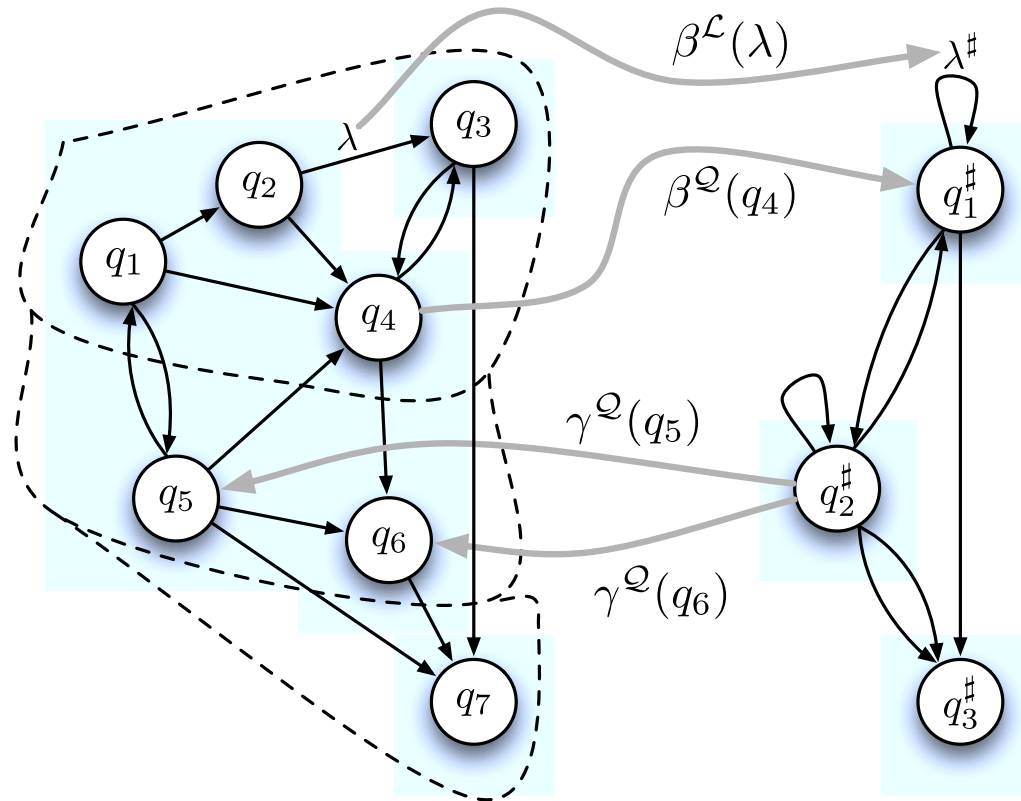 β^ℒ(λ)
λ^♯
λ
q₃
q₂
β^𝒬(q₄)
q₁^♯
q₁
q₄
γ^𝒬(q₅)
q₅
q₂^♯
q₆
γ^𝒬(q₆)
q₇
q₃^♯